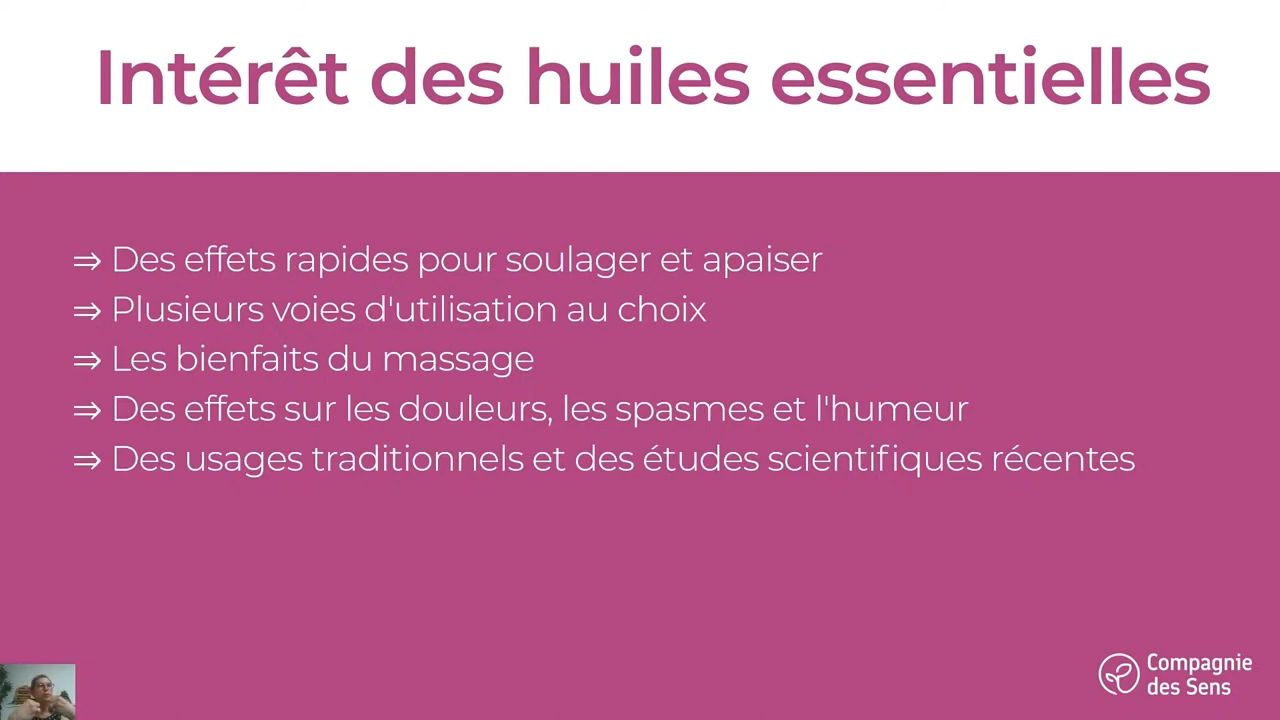 Intérêt des huiles essentielles
⇒ Des effets rapides pour soulager et apaiser
⇒ Plusieurs voies d'utilisation au choix
⇒ Les bienfaits du massage
⇒ Des effets sur les douleurs, les spasmes et l'humeur
⇒ Des usages traditionnels et des études scientifiques récentes
Compagnie
des Sens